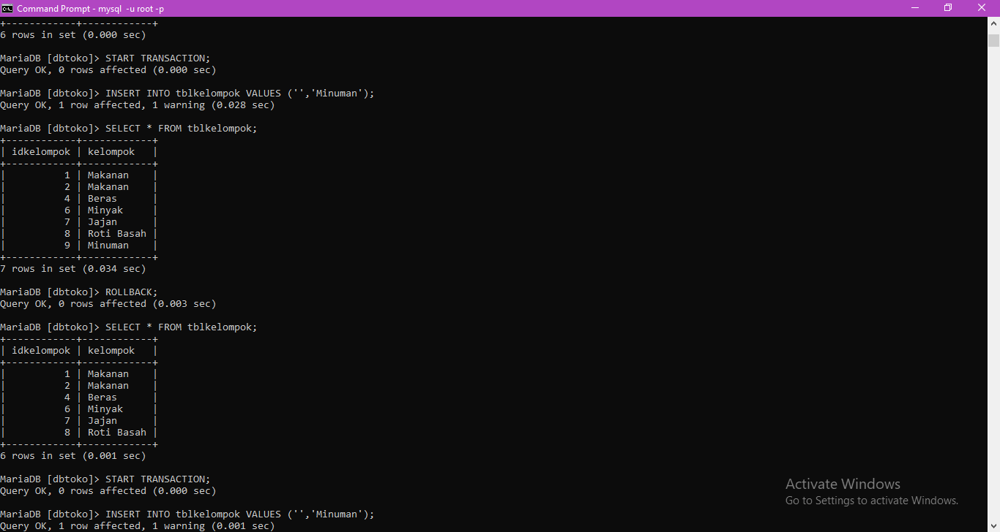 Command Prompt - mysql  -u root -p
+------------+------------+
6 rows in set (0.000 sec)
MariaDB [dbtoko]> START TRANSACTION;
Query OK, 0 rows affected (0.000 sec)
MariaDB [dbtoko]> INSERT INTO tblkelompok VALUES ('','Minuman');
Query OK, 1 row affected, 1 warning (0.028 sec)
MariaDB [dbtoko]> SELECT * FROM tblkelompok;
+------------+------------+
| idkelompok | kelompok   |
+------------+------------+
|          1 | Makanan    |
|          2 | Makanan    |
|          4 | Beras      |
|          6 | Minyak     |
|          7 | Jajan      |
|          8 | Roti Basah |
|          9 | Minuman    |
+------------+------------+
7 rows in set (0.034 sec)
MariaDB [dbtoko]> ROLLBACK;
Query OK, 0 rows affected (0.003 sec)
MariaDB [dbtoko]> SELECT * FROM tblkelompok;
+------------+------------+
| idkelompok | kelompok   |
+------------+------------+
|          1 | Makanan    |
|          2 | Makanan    |
|          4 | Beras      |
|          6 | Minyak     |
|          7 | Jajan      |
|          8 | Roti Basah |
+------------+------------+
6 rows in set (0.001 sec)
MariaDB [dbtoko]> START TRANSACTION;
Query OK, 0 rows affected (0.000 sec)
MariaDB [dbtoko]> INSERT INTO tblkelompok VALUES ('','Minuman');
Query OK, 1 row affected, 1 warning (0.001 sec)
Activate Windows
Go to Settings to activate Windows.